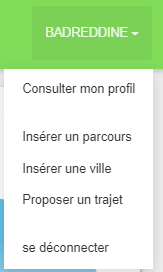 BADREDDINE
Consulter mon profil
Insérer un parcours
Insérer une ville
Proposer un trajet
se déconnecter